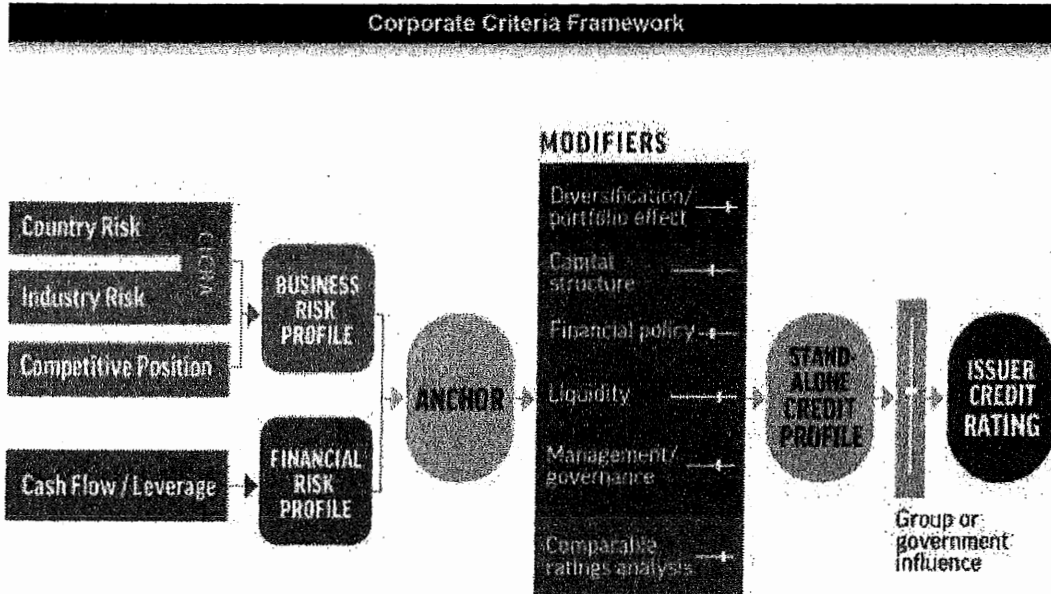 Corporate Criteria Framework
MODIFIERS
Country Risk
CICRA
Industry Risk
Competitive Position
Cash Flow / Leverage
BUSINESS
RISK
PROFILE
FINANCIAL
RISK
PROFILE
ANCHOR
Diversification/
portfolio effect
Capital
structure
Financial policy
Liquidity
Management/
governance
Comparable
ratings analysis
STAND-
ALONE
CREDIT
PROFILE
Group or
government
influence
ISSUER
CREDIT
RATING